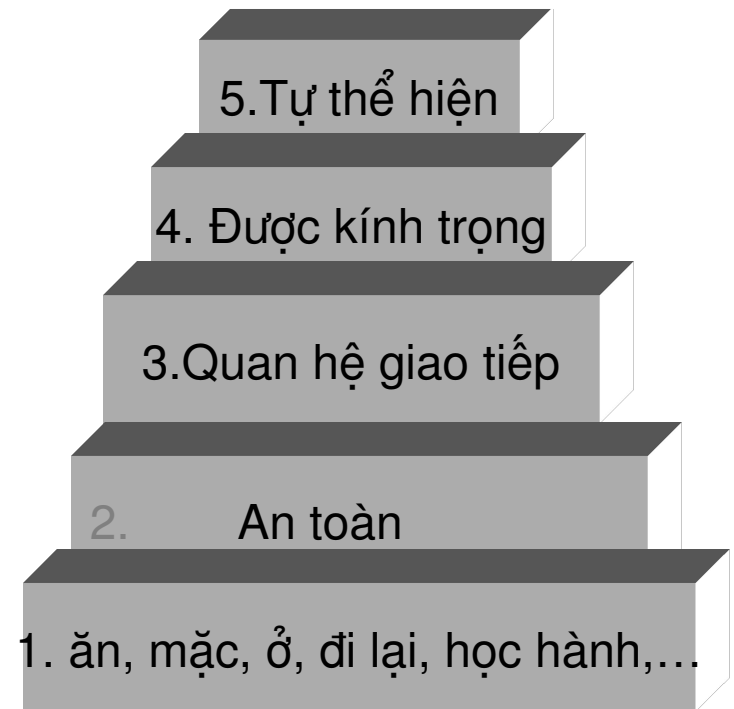 5.Tự thể hiện
4. Được kính trọng
3.Quan hệ giao tiếp
2. An toàn
1. ăn, mặc, ở, đi lại, học hành,…